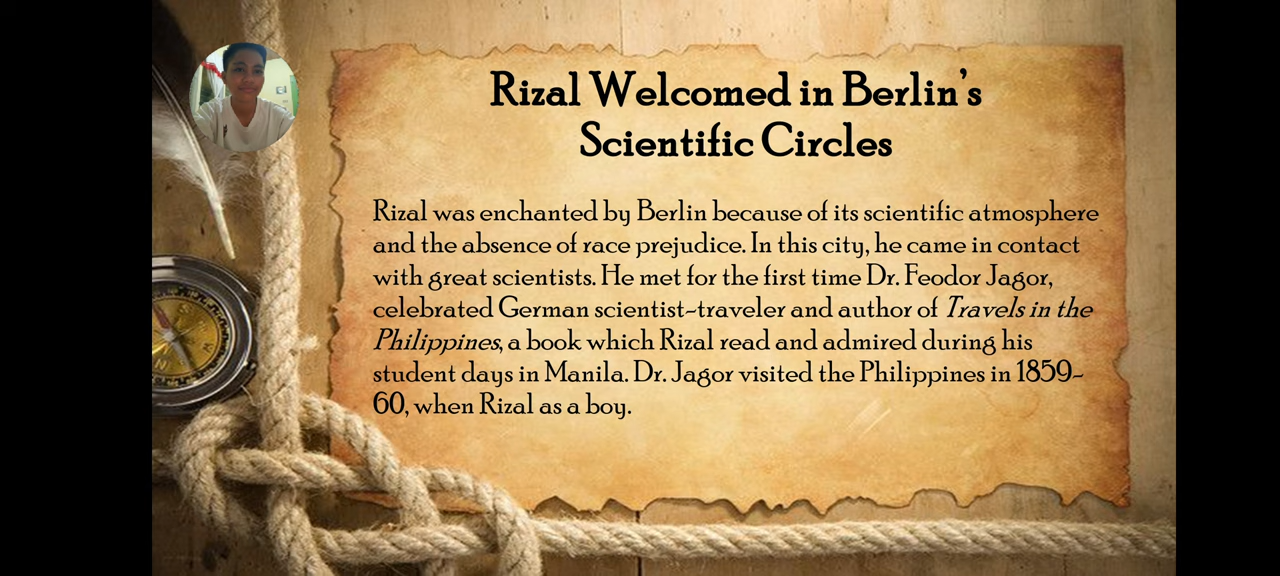 Rizal Welcomed in Berlin's
Scientific Circles
Rizal was enchanted by Berlin because of its scientific atmosphere
and the absence of race prejudice. In this city, he came in contact
with great scientists. He met for the first time Dr. Feodor Jagor,
celebrated German scientist-traveler and author of Travels in the
Philippines, a book which Rizal read and admired during his
student days in Manila. Dr. Jagor visited the Philippines in 1859-
60, when Rizal as a boy.